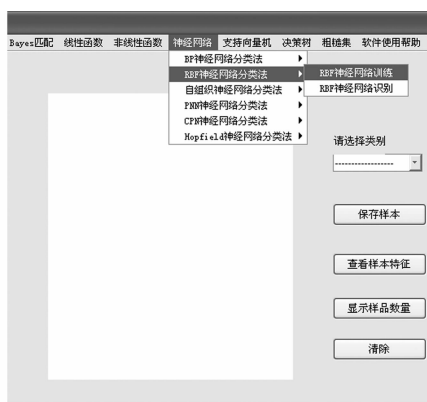 Bayes匹配 线性函数 非线性函数 神经网络 支持向量机 决策树 粗糙集 软件使用帮助
BP神经网络分类法
RBF神经网络分类法 RBF神经网络训练
自组织神经网络分类法 RBF神经网络识别
PNN神经网络分类法
CPN神经网络分类法
Hopfield神经网络分类法
请选择类别
------------------
保存样本
查看样本特征
显示样品数量
清除